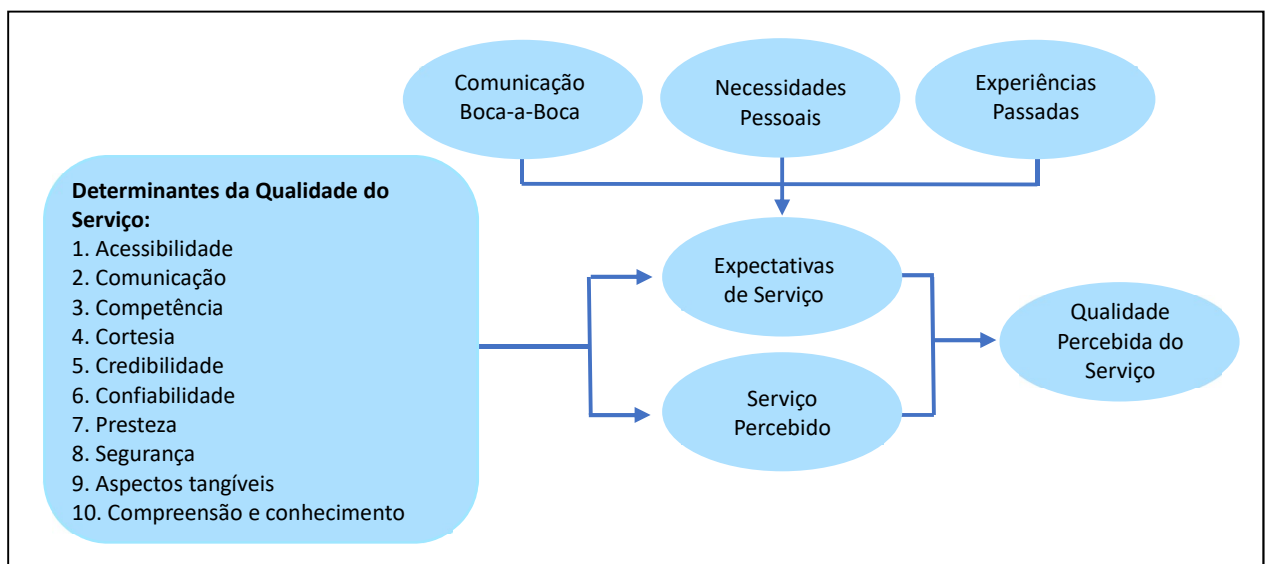 Comunicação
Boca-a-Boca
Necessidades
Pessoais
Experiências
Passadas
Determinantes da Qualidade do
Serviço:
1. Acessibilidade
2. Comunicação
3. Competência
4. Cortesia
5. Credibilidade
6. Confiabilidade
7. Presteza
8. Segurança
9. Aspectos tangíveis
10. Compreensão e conhecimento
Expectativas
de Serviço
Serviço
Percebido
Qualidade
Percebida do
Serviço